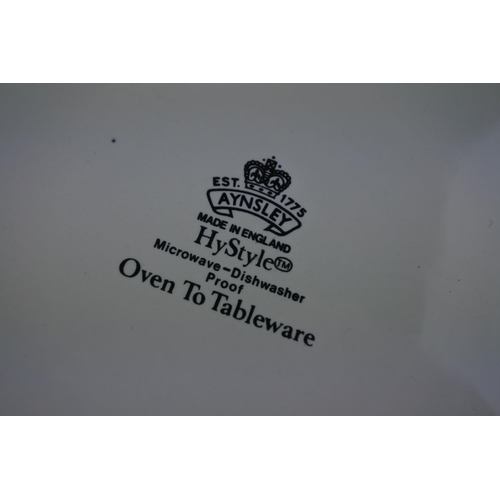 EST. 1775
AYNSLEY
MADE IN ENGLAND
HyStyle™
Microwave-Dishwasher
Proof
Oven To Tableware